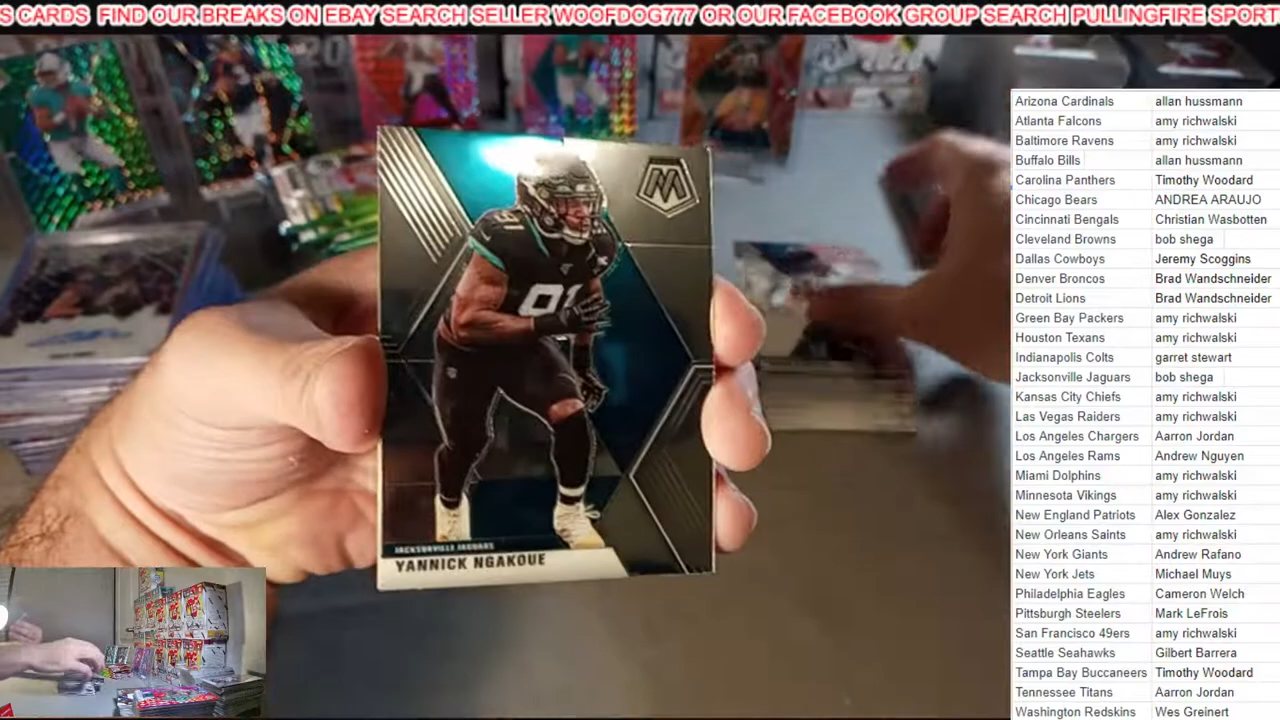 S CARDS  FIND OUR BREAKS ON EBAY SEARCH SELLER WOOFDOG777 OR OUR FACEBOOK GROUP SEARCH PULLINGFIRE SPORT
Arizona Cardinals allan hussmann
Atlanta Falcons amy richwalski
Baltimore Ravens amy richwalski
Buffalo Bills allan hussmann
Carolina Panthers Timothy Woodard
Chicago Bears ANDREA ARAUJO
Cincinnati Bengals Christian Wasbotten
Cleveland Browns bob shega
Dallas Cowboys Jeremy Scoggins
Denver Broncos Brad Wandschneider
Detroit Lions Brad Wandschneider
Green Bay Packers amy richwalski
Houston Texans amy richwalski
Indianapolis Colts garret stewart
Jacksonville Jaguars bob shega
Kansas City Chiefs amy richwalski
Las Vegas Raiders amy richwalski
Los Angeles Chargers Aarron Jordan
Los Angeles Rams Andrew Nguyen
Miami Dolphins amy richwalski
Minnesota Vikings amy richwalski
New England Patriots Alex Gonzalez
New Orleans Saints amy richwalski
New York Giants Andrew Rafano
New York Jets Michael Muys
Philadelphia Eagles Cameron Welch
Pittsburgh Steelers Mark LeFrois
San Francisco 49ers amy richwalski
Seattle Seahawks Gilbert Barrera
Tampa Bay Buccaneers Timothy Woodard
Tennessee Titans Aarron Jordan
Washington Redskins Wes Greinert
2020
M
91
91
JACKSONVILLE JAGUARS
YANNICK NGAKOUE